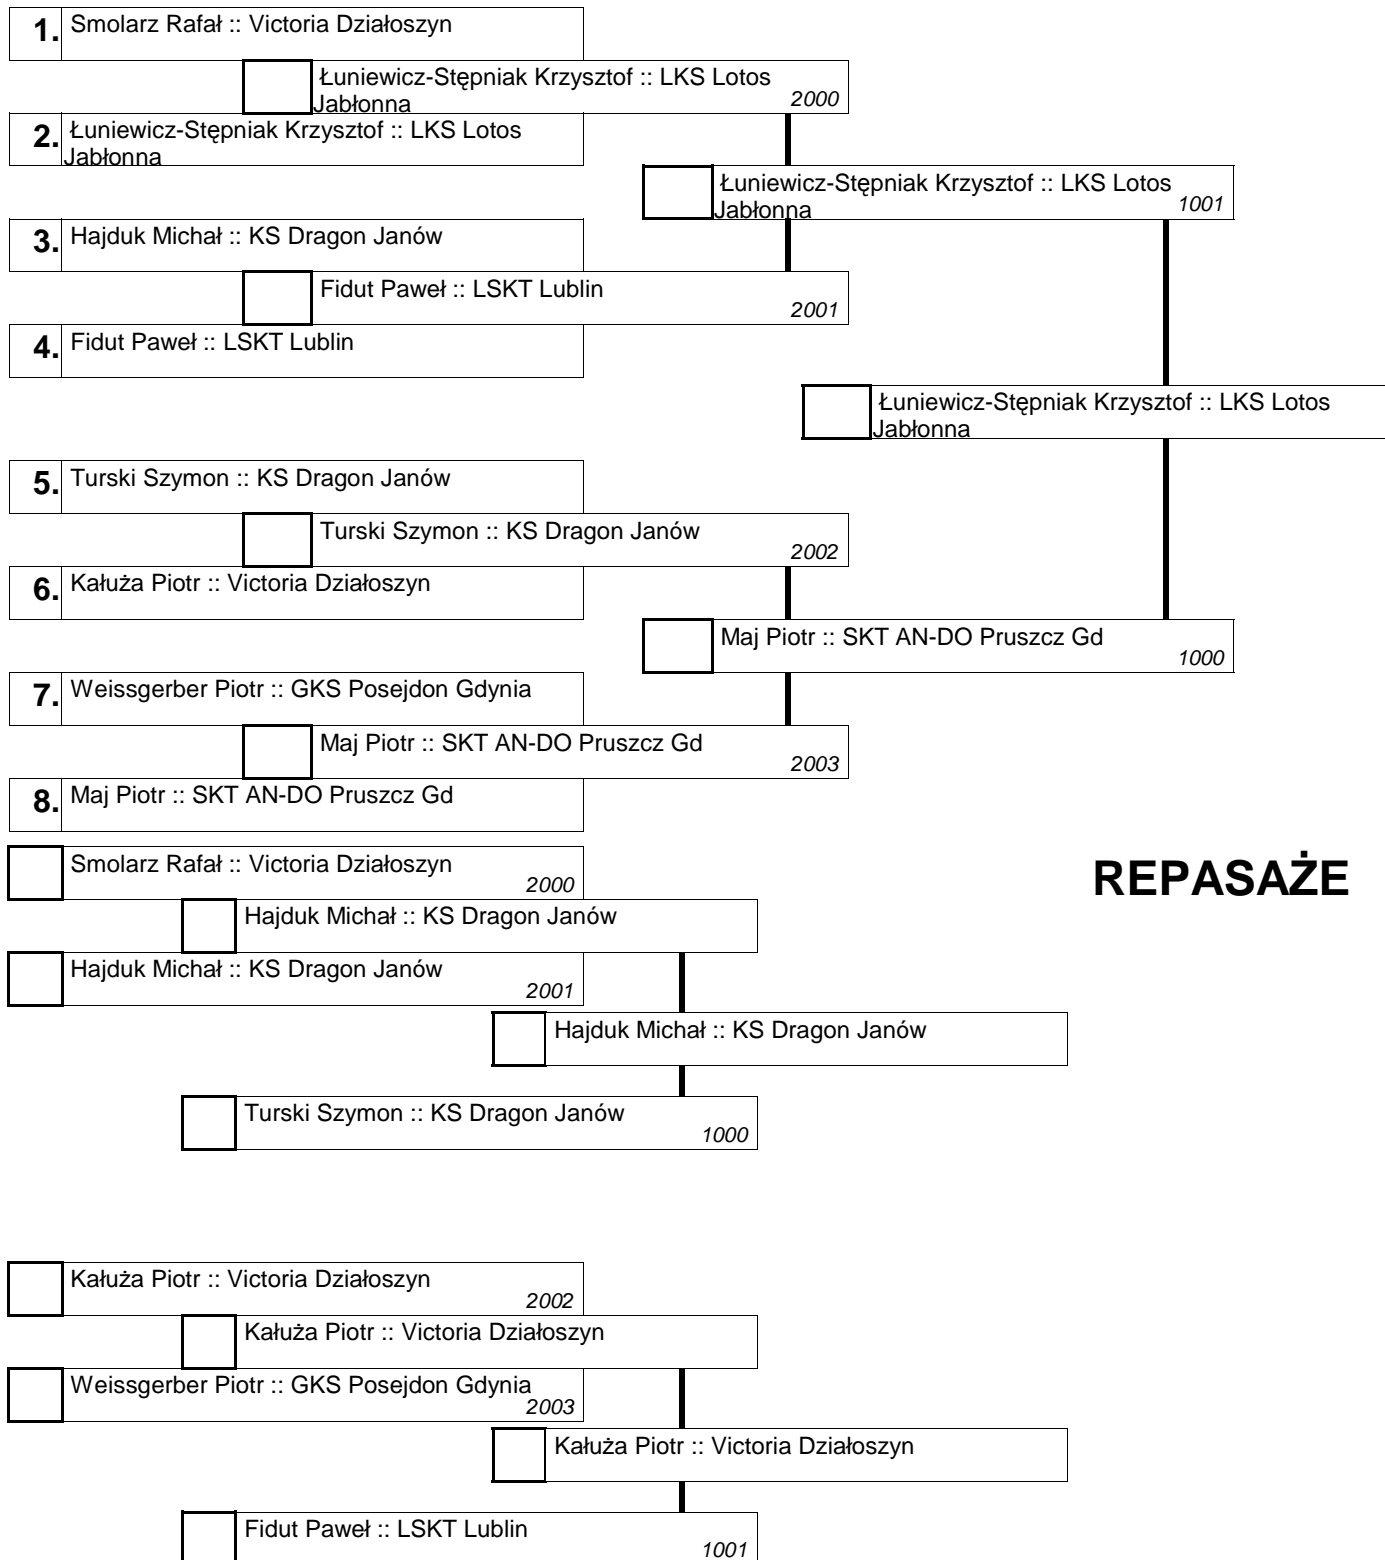 1. Smolarz Rafał :: Victoria Działoszyn
Łuniewicz-Stępniak Krzysztof :: LKS Lotos
Jabłonna 2000
2. Łuniewicz-Stępniak Krzysztof :: LKS Lotos
Jabłonna
Łuniewicz-Stępniak Krzysztof :: LKS Lotos
Jabłonna 1001
3. Hajduk Michał :: KS Dragon Janów
Fidut Paweł :: LSKT Lublin
2001
4. Fidut Paweł :: LSKT Lublin
Łuniewicz-Stępniak Krzysztof :: LKS Lotos
Jabłonna
5. Turski Szymon :: KS Dragon Janów
Turski Szymon :: KS Dragon Janów
2002
6. Kałuża Piotr :: Victoria Działoszyn
Maj Piotr :: SKT AN-DO Pruszcz Gd
1000
7. Weissgerber Piotr :: GKS Posejdon Gdynia
Maj Piotr :: SKT AN-DO Pruszcz Gd
2003
8. Maj Piotr :: SKT AN-DO Pruszcz Gd
REPASAŻE
Smolarz Rafał :: Victoria Działoszyn
2000
Hajduk Michał :: KS Dragon Janów
Hajduk Michał :: KS Dragon Janów
2001
Hajduk Michał :: KS Dragon Janów
Turski Szymon :: KS Dragon Janów
1000
Kałuża Piotr :: Victoria Działoszyn
2002
Kałuża Piotr :: Victoria Działoszyn
Weissgerber Piotr :: GKS Posejdon Gdynia
2003
Kałuża Piotr :: Victoria Działoszyn
Fidut Paweł :: LSKT Lublin
1001